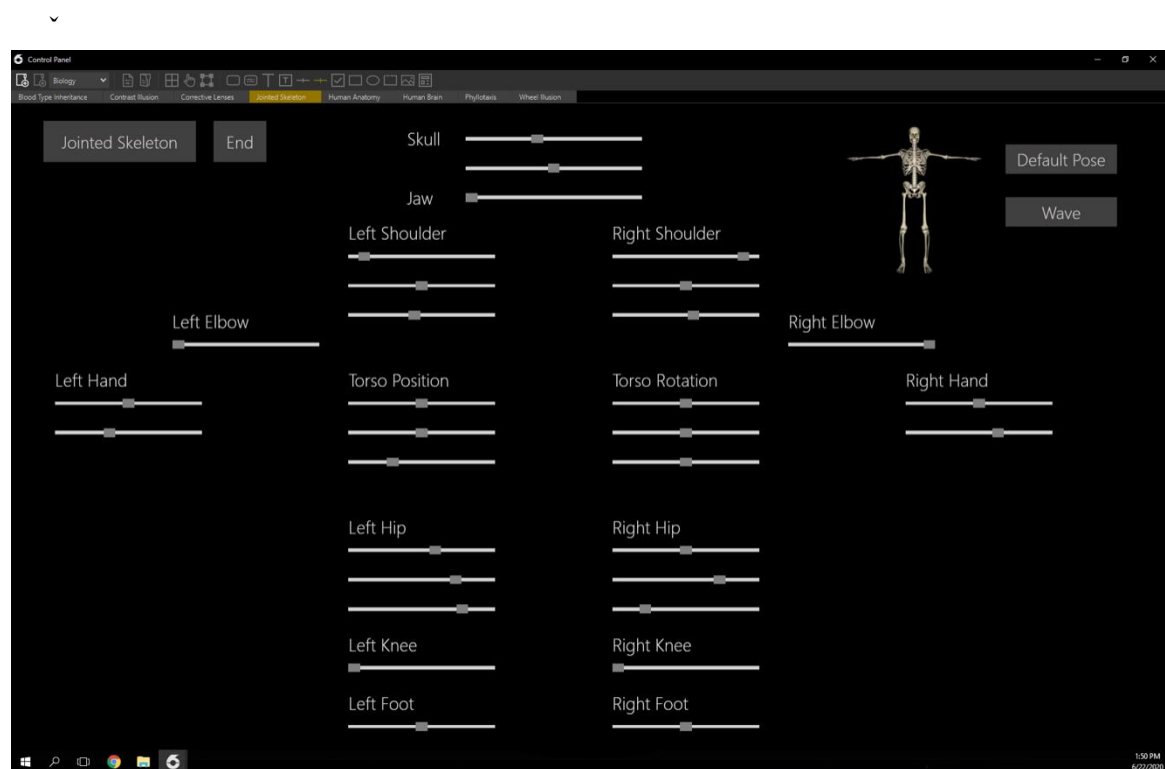 Control Panel
Biology
Blood Type Inheritance Contrast Illusion Corrective Lenses Jointed Skeleton Human Anatomy Human Brain Phyllotaxis Wheel Illusion
Jointed Skeleton End
Skull
Default Pose
Jaw
Wave
Left Shoulder Right Shoulder
Left Elbow Right Elbow
Left Hand Torso Position Torso Rotation Right Hand
Left Hip Right Hip
Left Knee Right Knee
Left Foot Right Foot
1:50 PM
6/22/2020